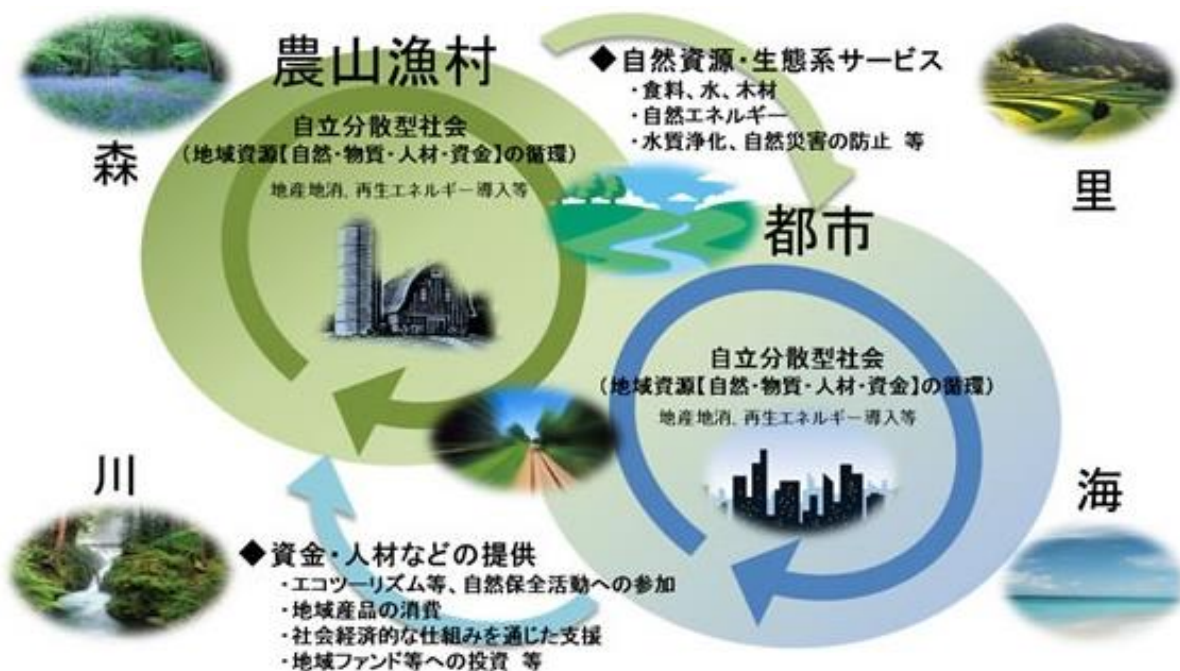 農山漁村
森
自立分散型社会
(地域資源【自然・物質・人材・資金】の循環)
地産地消、再生エネルギー導入等
◆自然資源・生態系サービス
・食料、水、木材
・自然エネルギー
・水質浄化、自然災害の防止 等
里
都市
自立分散型社会
(地域資源【自然・物質・人材・資金】の循環)
地産地消、再生エネルギー導入等
川
海
◆資金・人材などの提供
・エコツーリズム等、自然保全活動への参加
・地域産品の消費
・社会経済的な仕組みを通じた支援
・地域ファンド等への投資 等